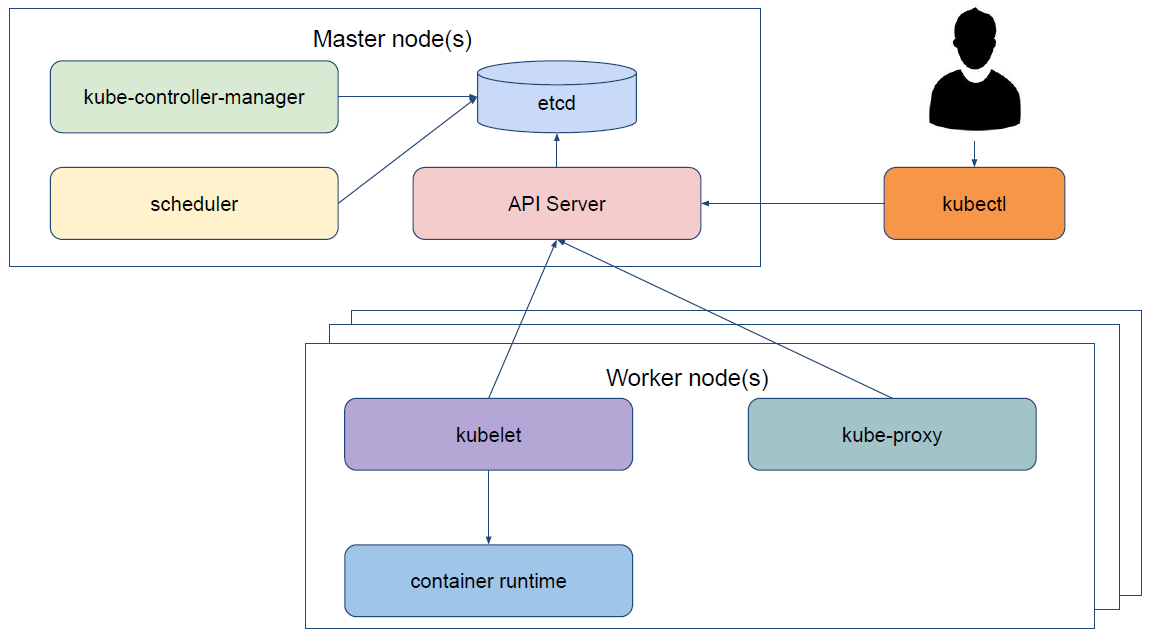 Master node(s)
kube-controller-manager
etcd
scheduler
API Server
kubectl
Worker node(s)
kubelet
kube-proxy
container runtime